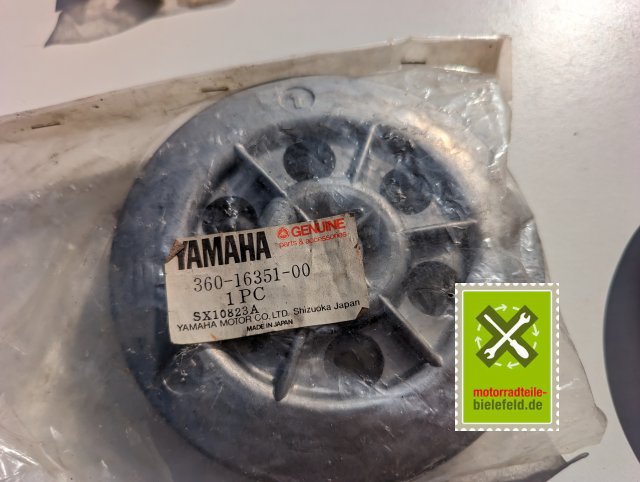 YAMAHA GENUINE
parts & accessories
360-16351-00
1 PC
SX10823A
YAMAHA MOTOR CO.LTD. Shizuoka Japan
MADE IN JAPAN
motorradteile-
bielefeld.de